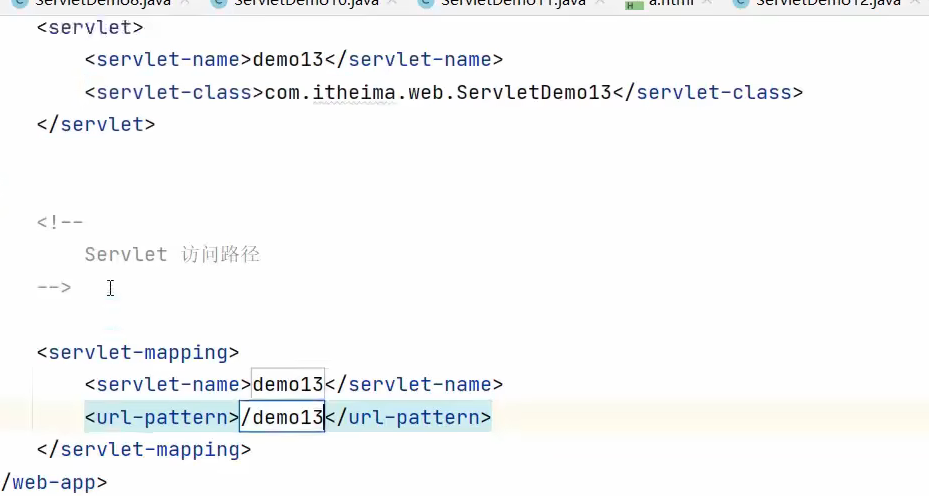 ServletDemo8.java ServletDemo10.java ServletDemo11.java a.html ServletDemo12.java
<servlet>
<servlet-name>demo13</servlet-name>
<servlet-class>com.itheima.web.ServletDemo13</servlet-class>
</servlet>
<!--
Servlet 访问路径
-->
<servlet-mapping>
<servlet-name>demo13</servlet-name>
<url-pattern>/demo13</url-pattern>
</servlet-mapping>
/web-app>